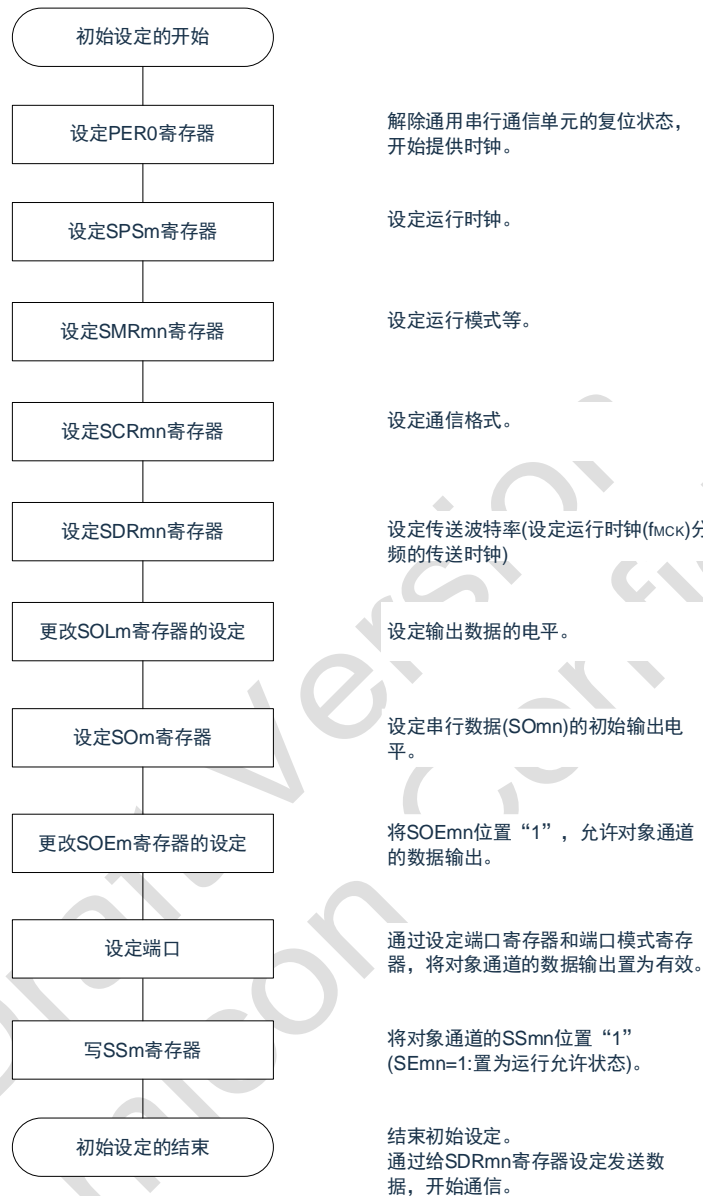 初始设定的开始
设定PER0寄存器
解除通用串行通信单元的复位状态，
开始提供时钟。
设定SPSm寄存器
设定运行时钟。
设定SMRmn寄存器
设定运行模式等。
设定SCRmn寄存器
设定通信格式。
设定SDRmn寄存器
设定传送波特率(设定运行时钟(fMCK)分
频的传送时钟)
更改SOLm寄存器的设定
设定输出数据的电平。
设定SOm寄存器
设定串行数据(SOmn)的初始输出电
平。
更改SOEm寄存器的设定
将SOEmn位置“1”，允许对象通道
的数据输出。
设定端口
通过设定端口寄存器和端口模式寄存
器，将对象通道的数据输出置为有效。
写SSm寄存器
将对象通道的SSmn位置“1”
(SEmn=1:置为运行允许状态)。
初始设定的结束
结束初始设定。
通过给SDRmn寄存器设定发送数
据，开始通信。